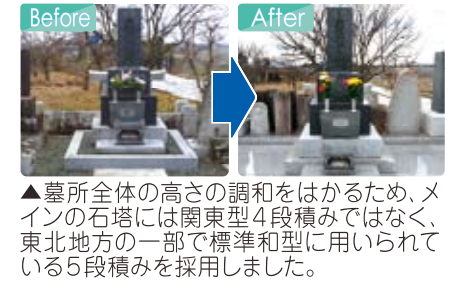 Before
After
▲墓所全体の高さの調和をはかるため、メ
インの石塔には関東型4段積みではなく、
東北地方の一部で標準和型に用いられて
いる5段積みを採用しました。